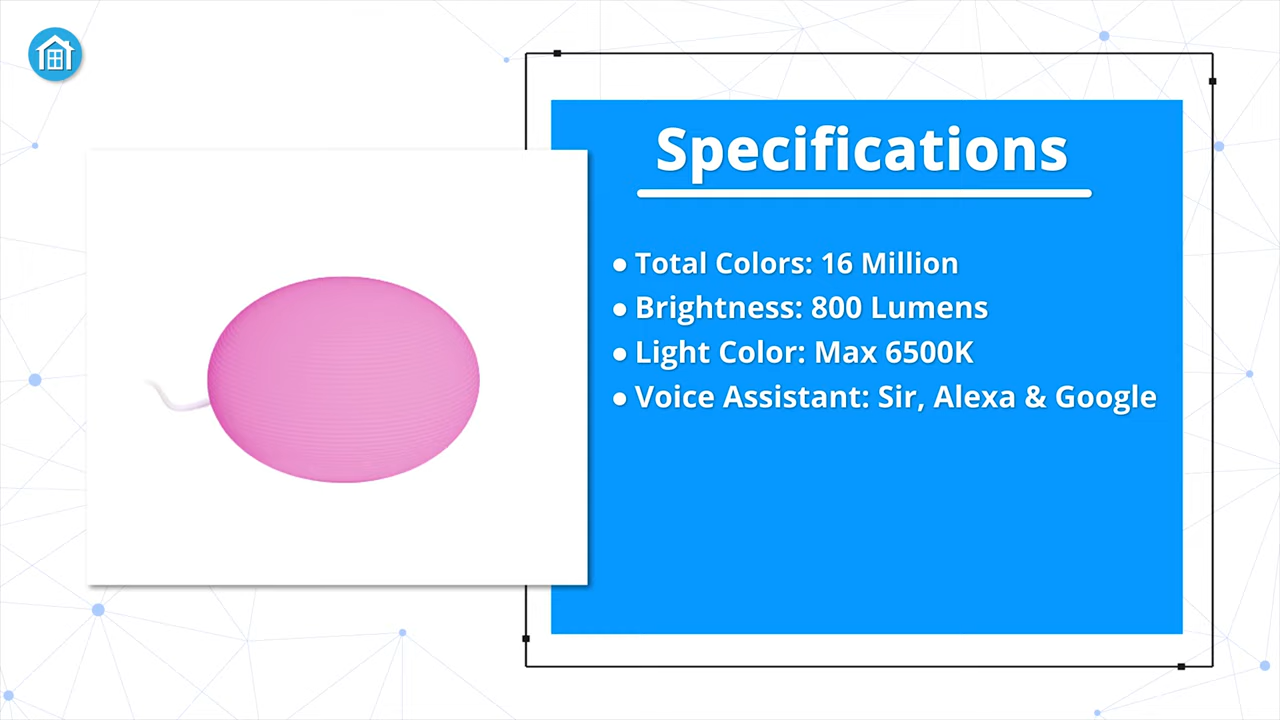 Specifications
• Total Colors: 16 Million
• Brightness: 800 Lumens
• Light Color: Max 6500K
• Voice Assistant: Sir, Alexa & Google